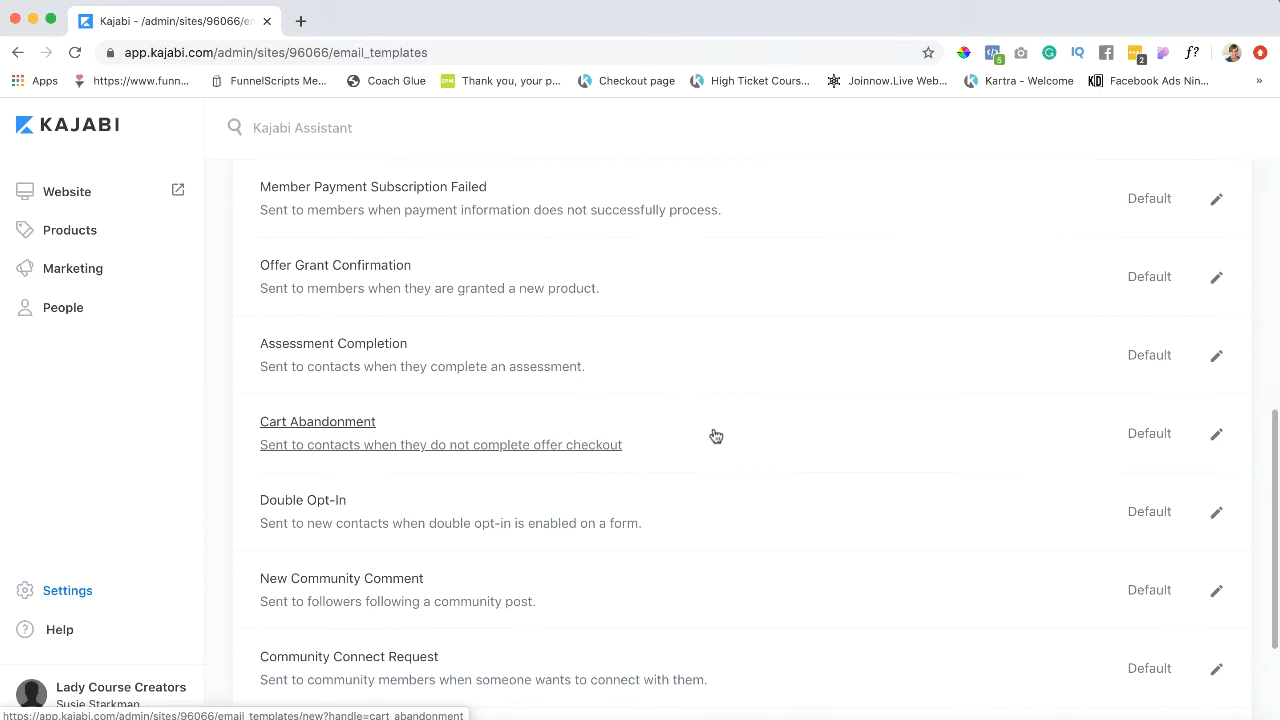 Kajabi - /admin/sites/96066/em
app.kajabi.com/admin/sites/96066/email_templates
5
2
f?
Apps
https://www.funn...
FunnelScripts Me...
Coach Glue
Thank you, your p...
Checkout page
High Ticket Cours...
Joinnow.Live Web...
Kartra - Welcome
Facebook Ads Nin...
»
KAJABI
Kajabi Assistant
Website
Products
Marketing
People
Settings
Help
Lady Course Creators
Susie Starkman
Member Payment Subscription Failed
Sent to members when payment information does not successfully process.
Default
Offer Grant Confirmation
Sent to members when they are granted a new product.
Default
Assessment Completion
Sent to contacts when they complete an assessment.
Default
Cart Abandonment
Sent to contacts when they do not complete offer checkout
Default
Double Opt-In
Sent to new contacts when double opt-in is enabled on a form.
Default
New Community Comment
Sent to followers following a community post.
Default
Community Connect Request
Sent to community members when someone wants to connect with them.
Default
https://app.kajabi.com/admin/sites/96066/email_templates/new?handle=cart_abandonment